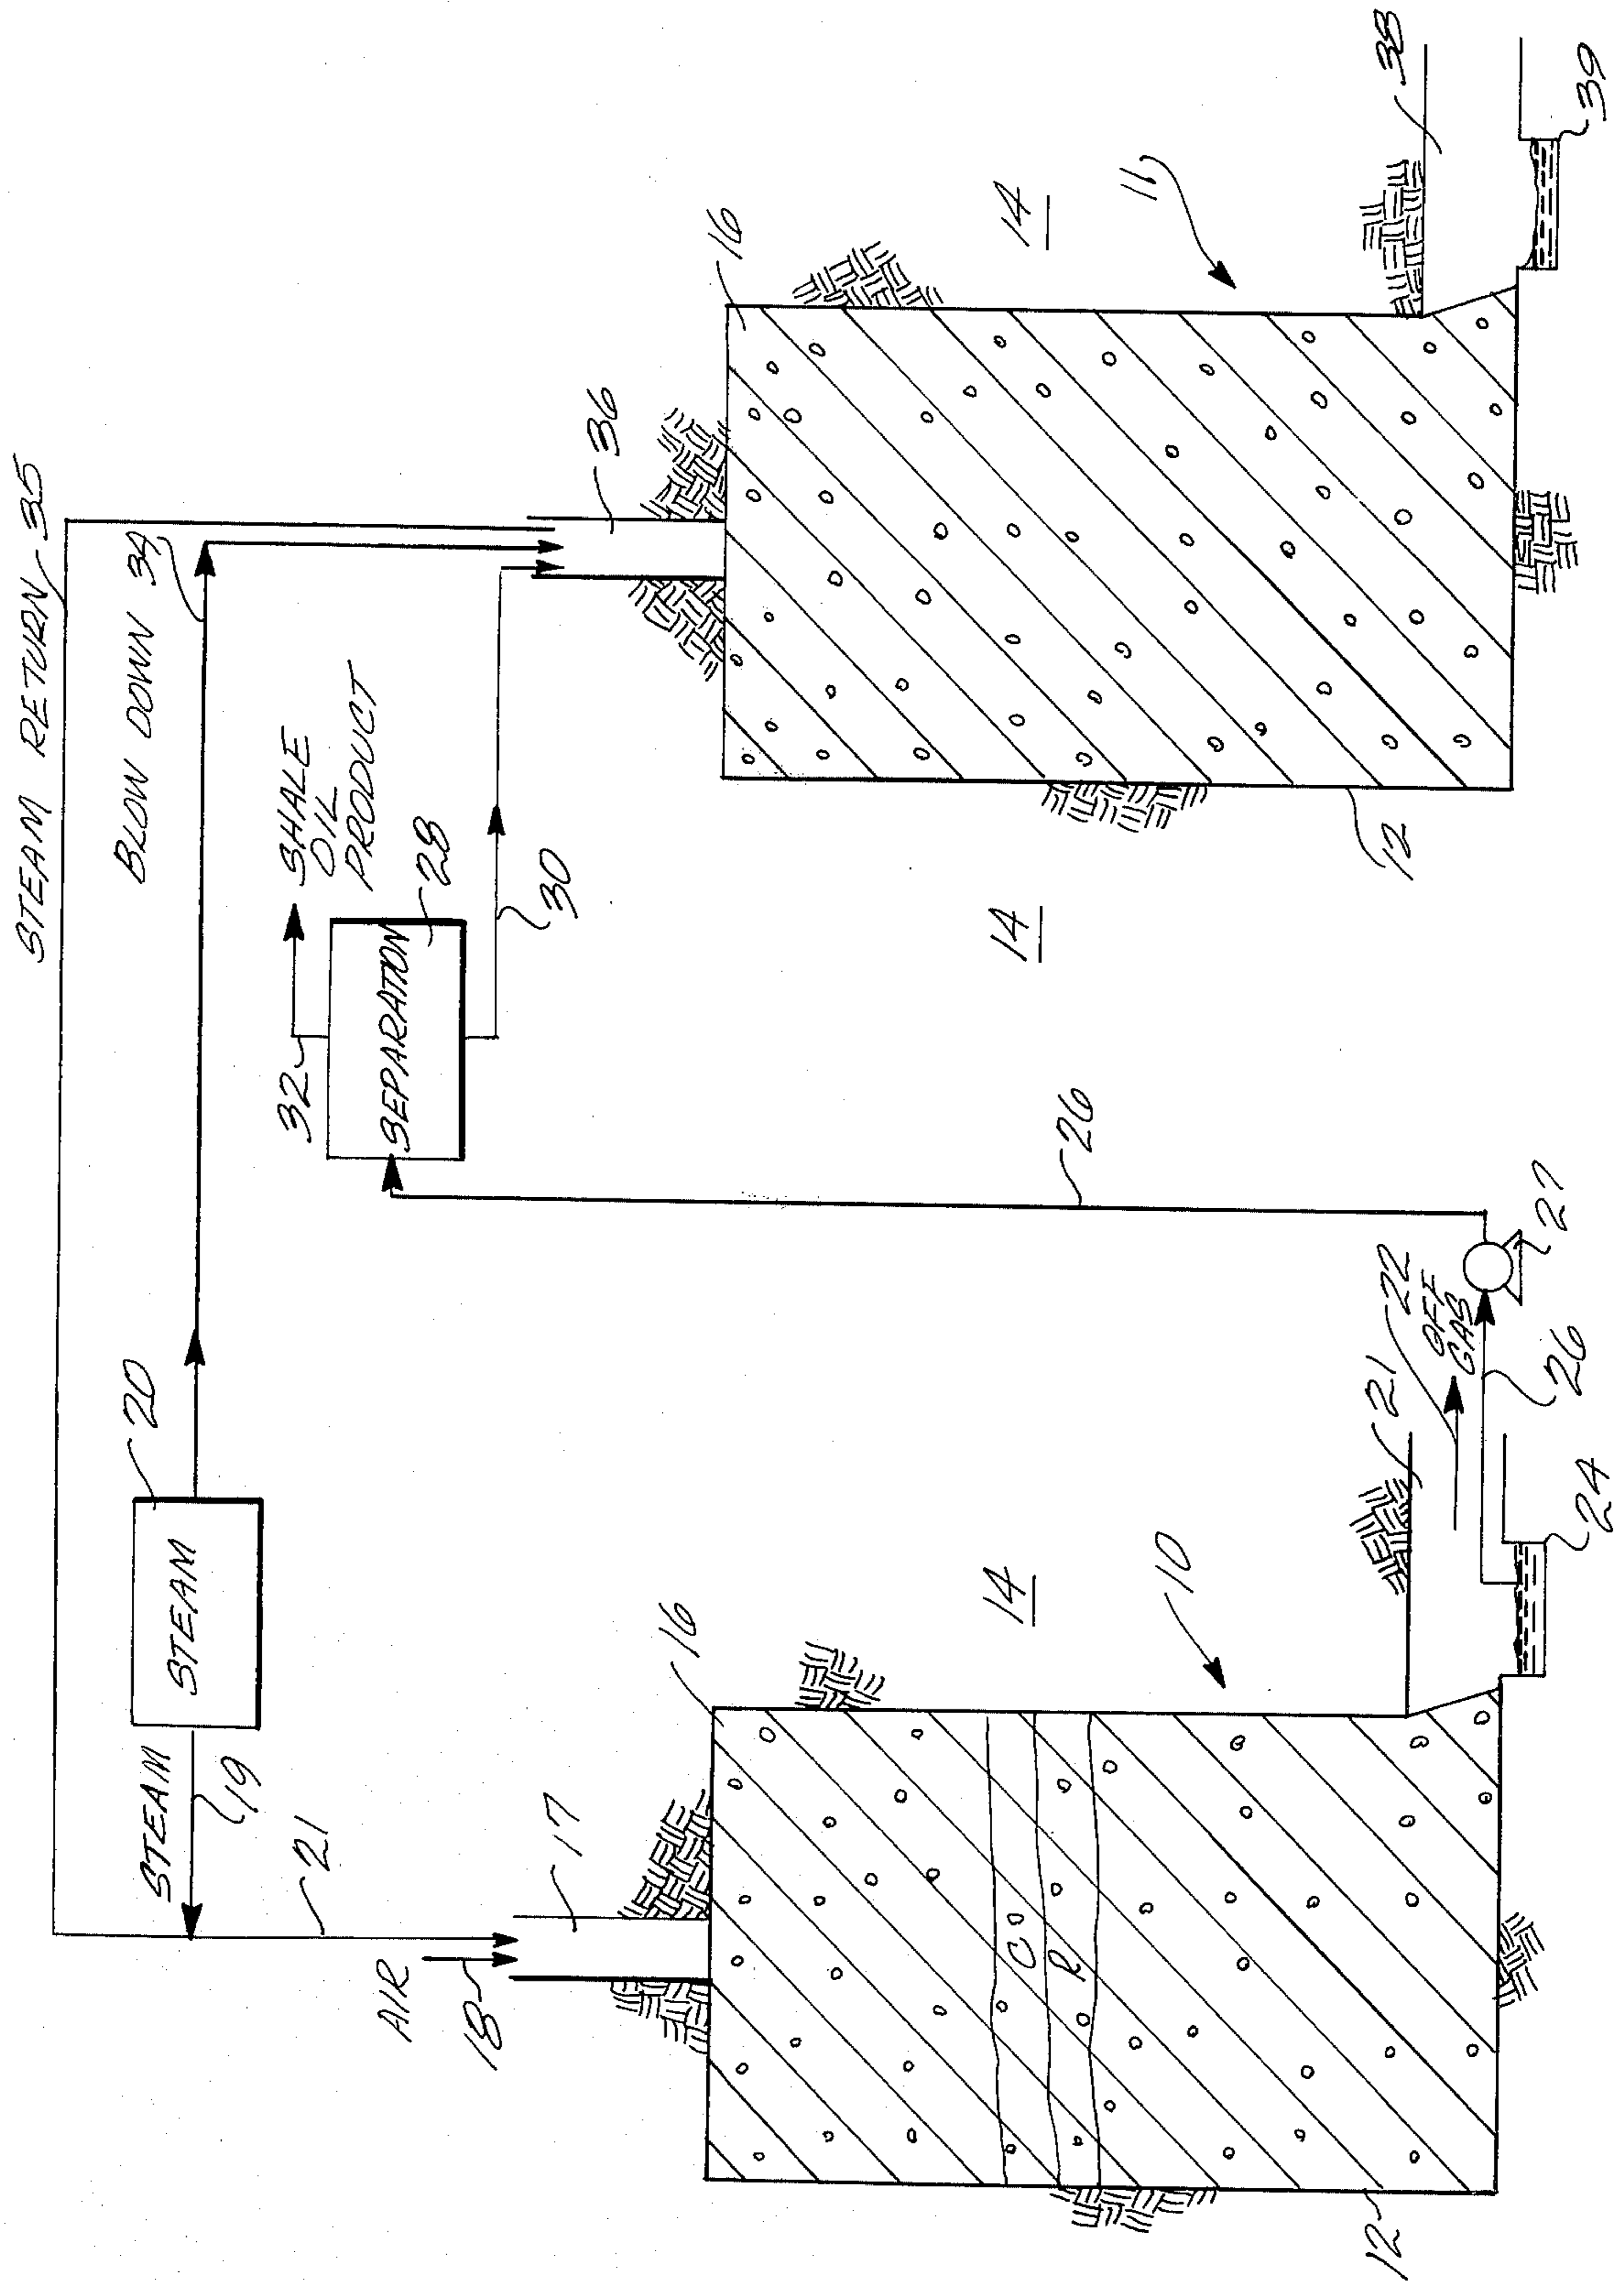 STEAM RETURN 35
BLOW DOWN 34
20
STEAM
STEAM
19
21
32
SHALE
OIL
PRODUCT
SEPARATION
28
30
AIR
18
17
36
16
16
14
14
14
10
11
C
R
26
12
12
21
22
OFF
GAS
26
27
24
38
39